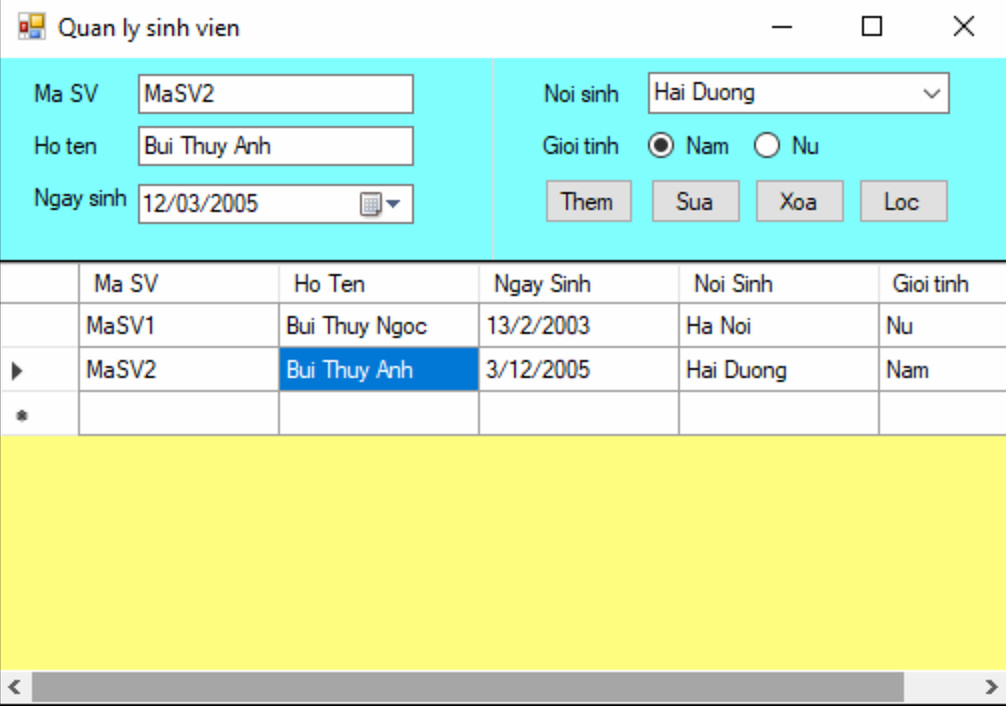 Quan ly sinh vien
Ma SV MaSV2
Ho ten Bui Thuy Anh
Ngay sinh 12/03/2005
Noi sinh Hai Duong
Gioi tinh Nam Nu
Them Sua Xoa Loc
Ma SV Ho Ten Ngay Sinh Noi Sinh Gioi tinh
MaSV1 Bui Thuy Ngoc 13/2/2003 Ha Noi Nu
MaSV2 Bui Thuy Anh 3/12/2005 Hai Duong Nam